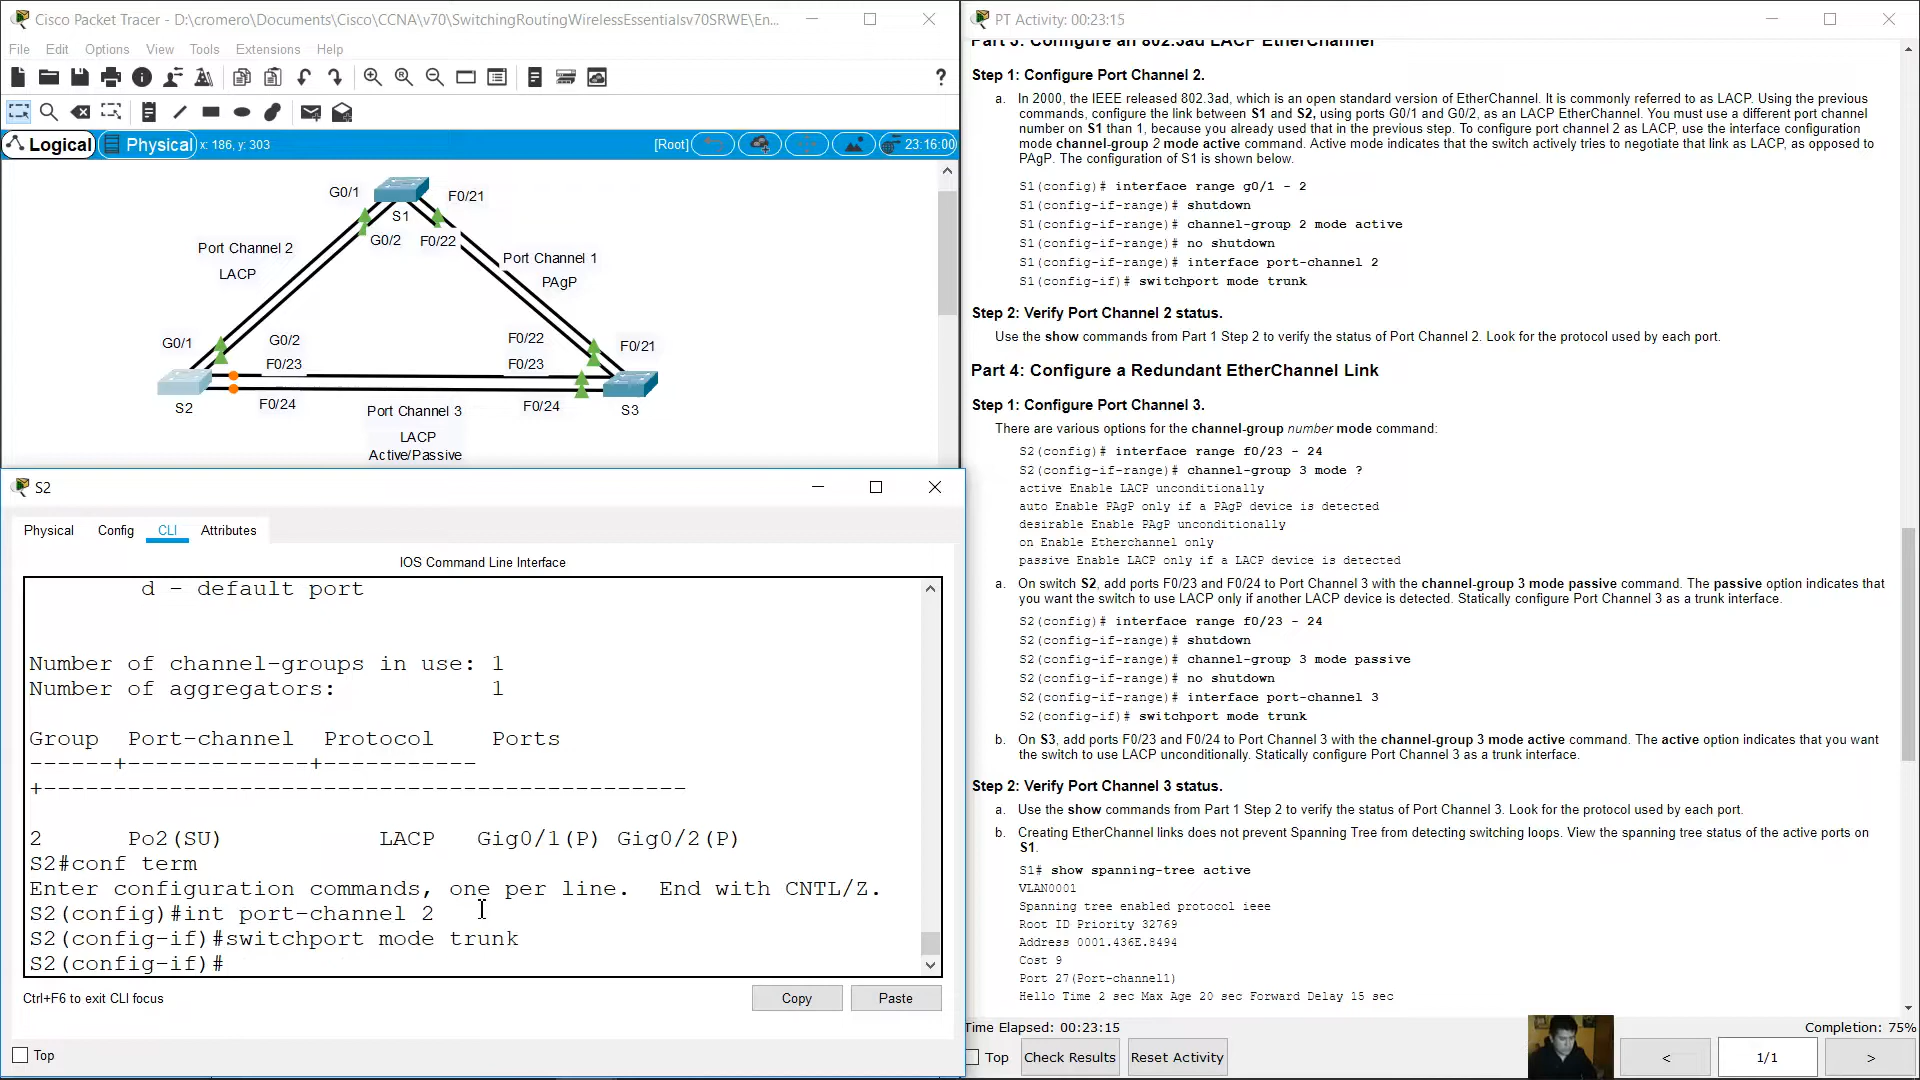 Cisco Packet Tracer - D:\cromero\Documents\Cisco\CCNA\v70\SwitchingRoutingWirelessEssentialsv70SRWE\En...
File Edit Options View Tools Extensions Help
Logical Physical x: 186, y: 303 [Root] 23:16:00
G0/1
F0/21
S1
G0/2
F0/22
Port Channel 2
LACP
Port Channel 1
PAgP
G0/1
G0/2
F0/22
F0/21
F0/23
F0/23
S2
F0/24
Port Channel 3
LACP
Active/Passive
F0/24
S3
S2
Physical Config CLI Attributes
IOS Command Line Interface
d - default port
Number of channel-groups in use: 1
Number of aggregators: 1
Group Port-channel Protocol Ports
------+-------------+-----------
+----------------------------------------------
2 Po2(SU) LACP Gig0/1(P) Gig0/2(P)
S2#conf term
Enter configuration commands, one per line. End with CNTL/Z.
S2(config)#int port-channel 2
S2(config-if)#switchport mode trunk
S2(config-if)#
Ctrl+F6 to exit CLI focus
Copy Paste
Top
PT Activity: 00:23:15
Part 3: Configure an 802.3ad LACP EtherChannel
Step 1: Configure Port Channel 2.
a. In 2000, the IEEE released 802.3ad, which is an open standard version of EtherChannel. It is commonly referred to as LACP. Using the previous
commands, configure the link between S1 and S2, using ports G0/1 and G0/2, as an LACP EtherChannel. You must use a different port channel
number on S1 than 1, because you already used that in the previous step. To configure port channel 2 as LACP, use the interface configuration
mode channel-group 2 mode active command. Active mode indicates that the switch actively tries to negotiate that link as LACP, as opposed to
PAgP. The configuration of S1 is shown below.
S1(config)# interface range g0/1 - 2
S1(config-if-range)# shutdown
S1(config-if-range)# channel-group 2 mode active
S1(config-if-range)# no shutdown
S1(config-if-range)# interface port-channel 2
S1(config-if)# switchport mode trunk
Step 2: Verify Port Channel 2 status.
Use the show commands from Part 1 Step 2 to verify the status of Port Channel 2. Look for the protocol used by each port.
Part 4: Configure a Redundant EtherChannel Link
Step 1: Configure Port Channel 3.
There are various options for the channel-group number mode command:
S2(config)# interface range f0/23 - 24
S2(config-if-range)# channel-group 3 mode ?
active Enable LACP unconditionally
auto Enable PAgP only if a PAgP device is detected
desirable Enable PAgP unconditionally
on Enable Etherchannel only
passive Enable LACP only if a LACP device is detected
a. On switch S2, add ports F0/23 and F0/24 to Port Channel 3 with the channel-group 3 mode passive command. The passive option indicates that
you want the switch to use LACP only if another LACP device is detected. Statically configure Port Channel 3 as a trunk interface.
S2(config)# interface range f0/23 - 24
S2(config-if-range)# shutdown
S2(config-if-range)# channel-group 3 mode passive
S2(config-if-range)# no shutdown
S2(config-if-range)# interface port-channel 3
S2(config-if)# switchport mode trunk
b. On S3, add ports F0/23 and F0/24 to Port Channel 3 with the channel-group 3 mode active command. The active option indicates that you want
the switch to use LACP unconditionally. Statically configure Port Channel 3 as a trunk interface.
Step 2: Verify Port Channel 3 status.
a. Use the show commands from Part 1 Step 2 to verify the status of Port Channel 3. Look for the protocol used by each port.
b. Creating EtherChannel links does not prevent Spanning Tree from detecting switching loops. View the spanning tree status of the active ports on
S1.
S1# show spanning-tree active
VLAN0001
Spanning tree enabled protocol ieee
Root ID Priority 32769
Address 0001.436E.8494
Cost 9
Port 27(Port-channel1)
Hello Time 2 sec Max Age 20 sec Forward Delay 15 sec
Time Elapsed: 00:23:15 Completion: 75%
Top Check Results Reset Activity < 1/1 >